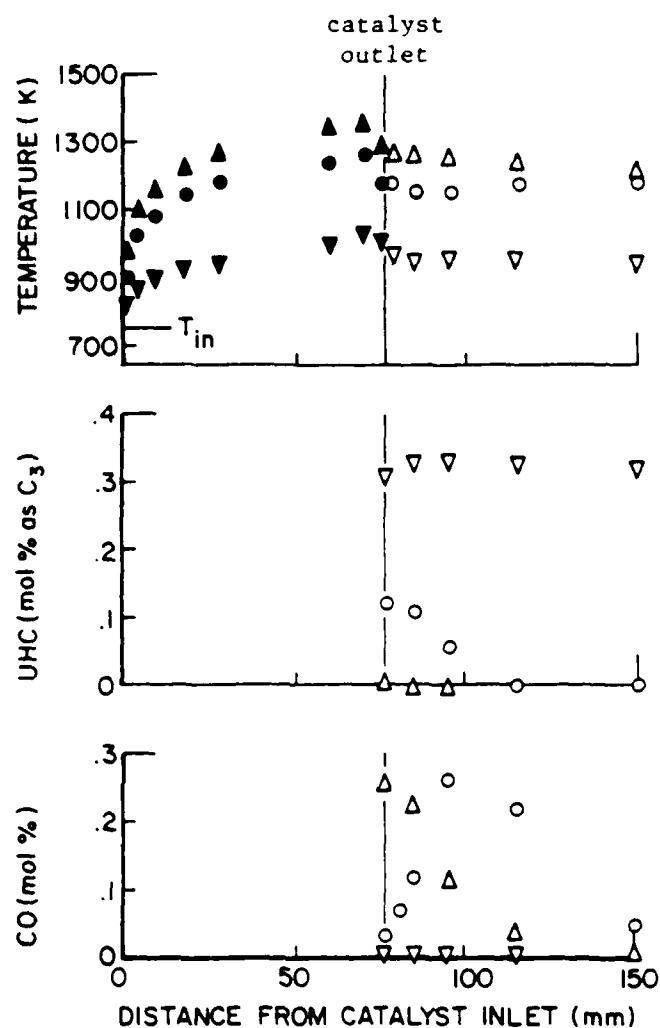 catalyst
outlet
TEMPERATURE (K)
1500
1300
1100
900
700
T_in
UHC (mol % as C₃)
.4
.3
.2
.1
0
CO (mol %)
.3
.2
.1
0
0 50 100 150
DISTANCE FROM CATALYST INLET (mm)